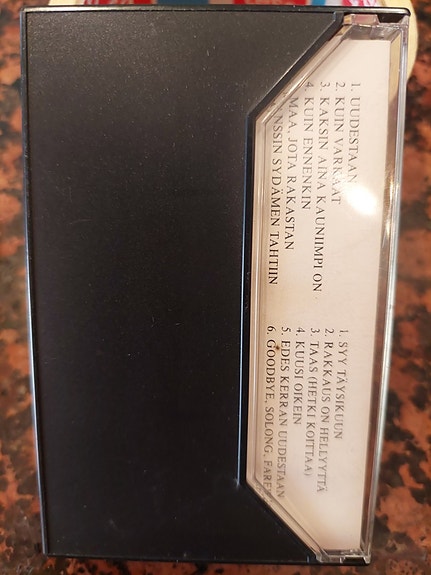 1. UUDESTAAN
2. KUIN VARKAAT
3. KAKSIN AINA KAUNIIMPI ON
4. KUIN ENNENKIN
MAA, JOTA RAKASTAN
NSSIN SYDÄMEN TAHTIIN
1. SYY TÄYSIKUUN
2. RAKKAUS ON HELLYYTTÄ
3. TAAS (HETKI KOITTAA)
4. KUUSI OIKEIN
5. EDES KERRAN UUDESTAAN
6. GOODBYE, SOLONG, FARE